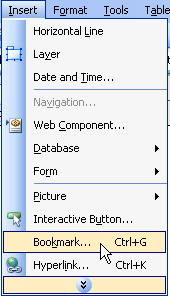 Insert Format Tools Table
Horizontal Line
Layer
Date and Time...
Navigation...
Web Component...
Database
Form
Picture
Interactive Button...
Bookmark... Ctrl+G
Hyperlink... Ctrl+K